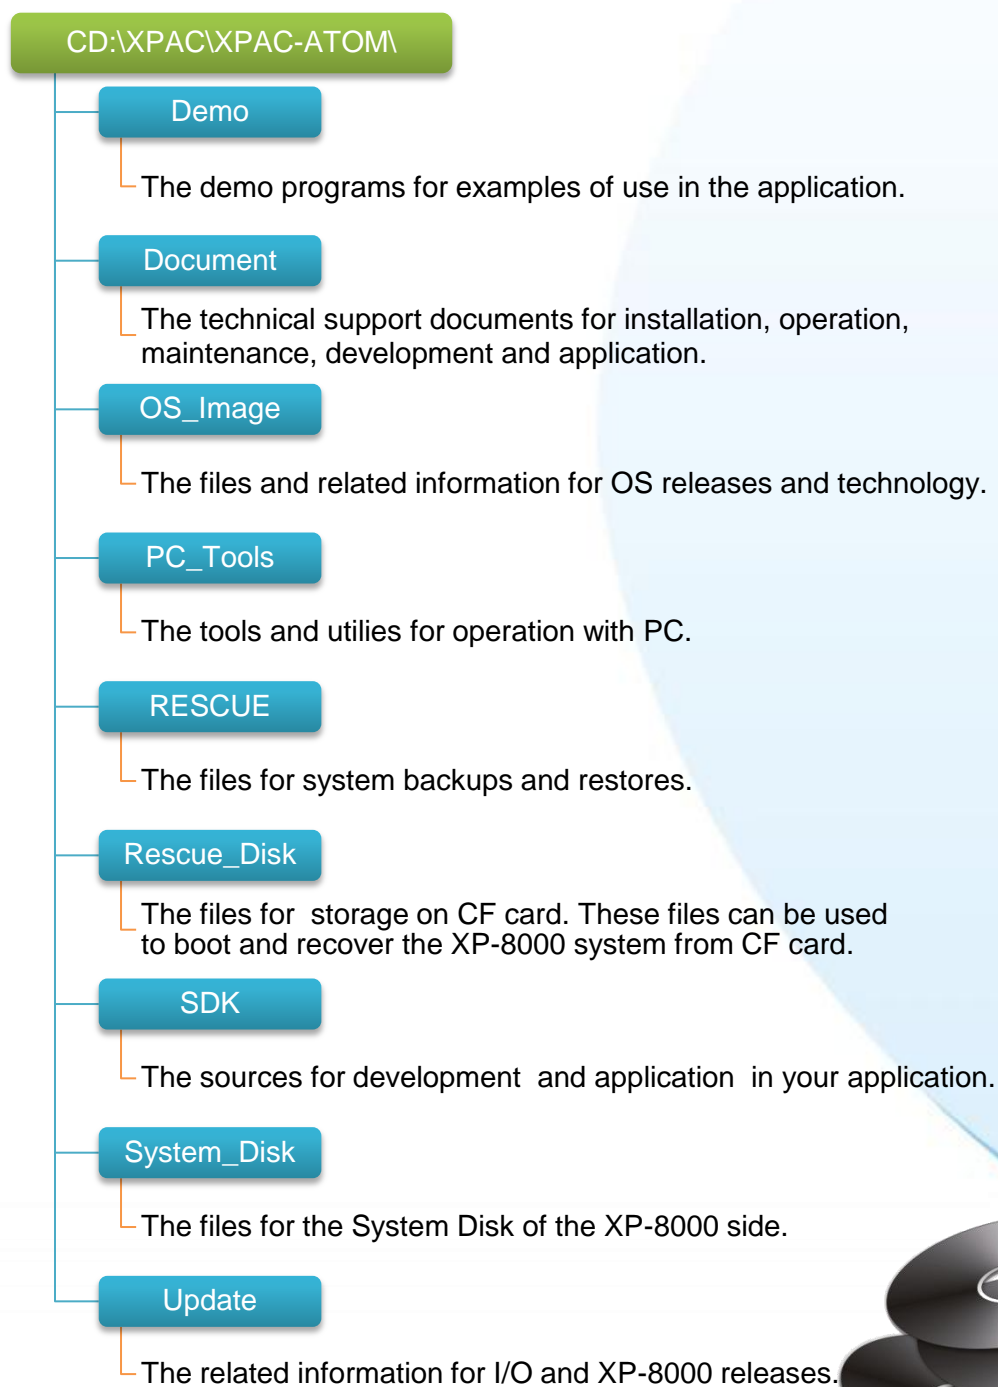 CD:\XPAC\XPAC-ATOM\
Demo
The demo programs for examples of use in the application.
Document
The technical support documents for installation, operation,
maintenance, development and application.
OS_Image
The files and related information for OS releases and technology.
PC_Tools
The tools and utilies for operation with PC.
RESCUE
The files for system backups and restores.
Rescue_Disk
The files for  storage on CF card. These files can be used
to boot and recover the XP-8000 system from CF card.
SDK
The sources for development  and application  in your application.
System_Disk
The files for the System Disk of the XP-8000 side.
Update
The related information for I/O and XP-8000 releases.